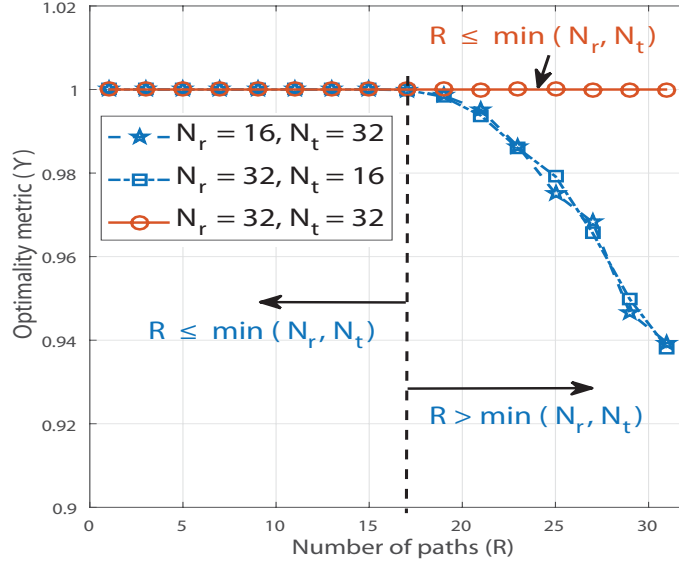 1.02
R ≤ min ( N_r, N_t )
1
N_r = 16, N_t = 32
N_r = 32, N_t = 16
N_r = 32, N_t = 32
0.98
0.96
R ≤ min ( N_r, N_t )
0.94
R > min ( N_r, N_t )
0.92
0.9
Optimality metric (ϒ)
0 5 10 15 20 25 30
Number of paths (R)